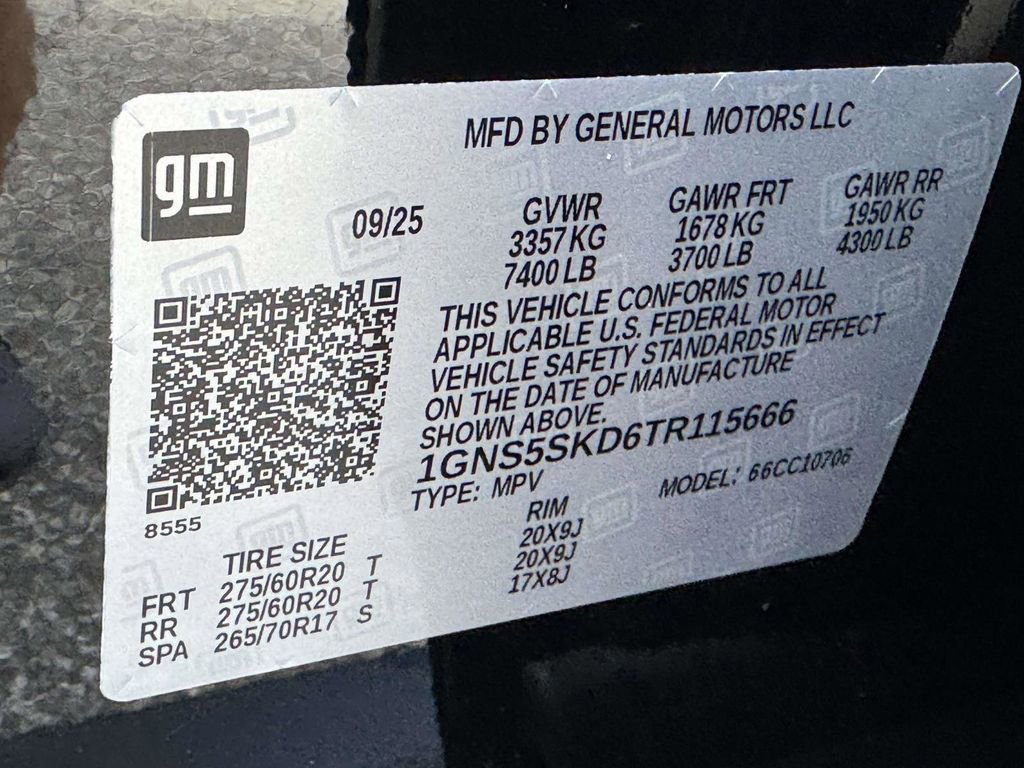 gm
MFD BY GENERAL MOTORS LLC
09/25
GVWR
3357 KG
7400 LB
GAWR FRT
1678 KG
3700 LB
GAWR RR
1950 KG
4300 LB
THIS VEHICLE CONFORMS TO ALL
APPLICABLE U.S. FEDERAL MOTOR
VEHICLE SAFETY STANDARDS IN EFFECT
ON THE DATE OF MANUFACTURE
SHOWN ABOVE.
1GNS5SKD6TR115666
TYPE: MPV MODEL: 66CC10706
8555
TIRE SIZE RIM
FRT 275/60R20 T 20X9J
RR 275/60R20 T 20X9J
SPA 265/70R17 S 17X8J